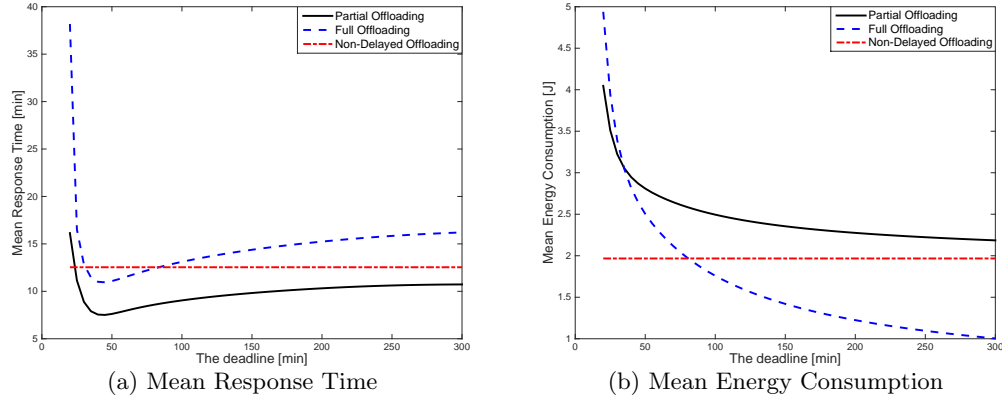 40
35
30
25
20
15
10
5
0
50
100
150
200
250
300
Mean Response Time [min]
The deadline [min]
Partial Offloading
Full Offloading
Non-Delayed Offloading
(a) Mean Response Time
5
4.5
4
3.5
3
2.5
2
1.5
1
0
50
100
150
200
250
300
Mean Energy Consumption [J]
The deadline [min]
Partial Offloading
Full Offloading
Non-Delayed Offloading
(b) Mean Energy Consumption